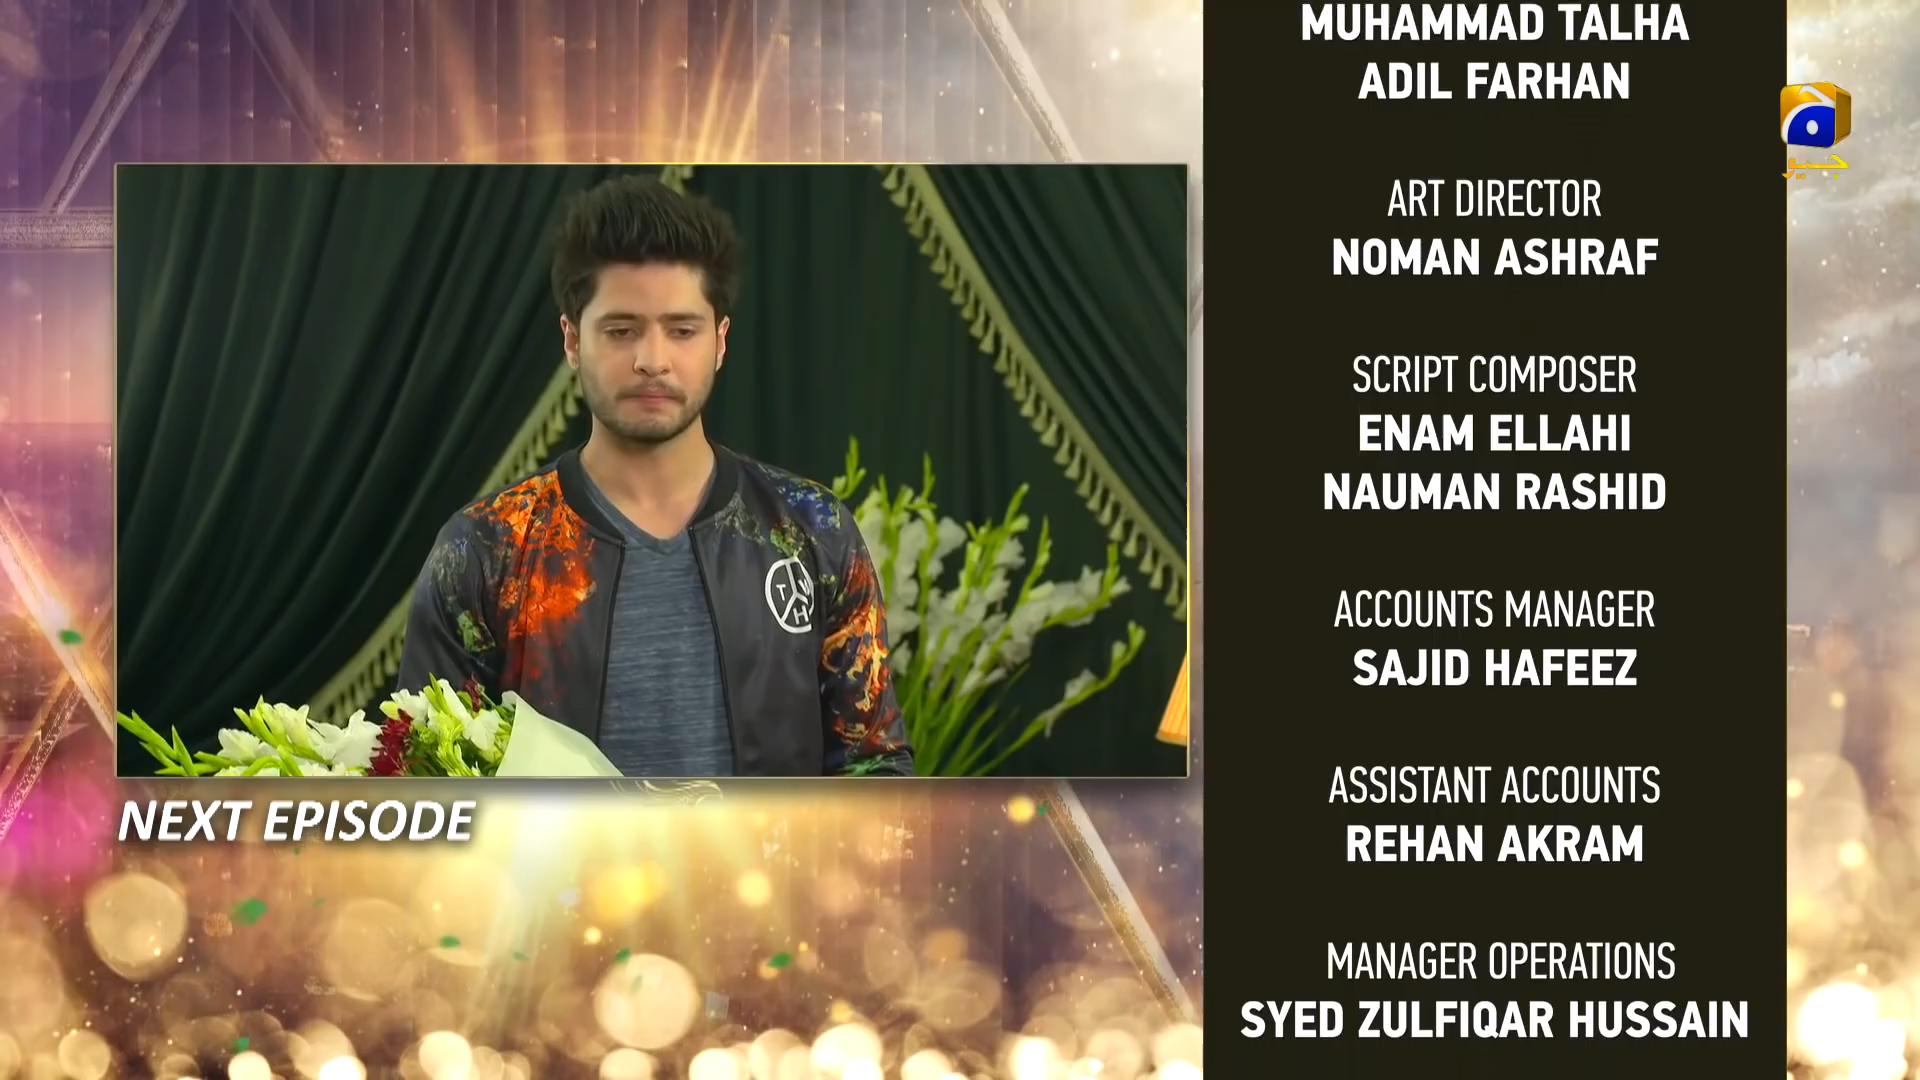 MUHAMMAD TALHA
ADIL FARHAN
ART DIRECTOR
NOMAN ASHRAF
SCRIPT COMPOSER
ENAM ELLAHI
NAUMAN RASHID
ACCOUNTS MANAGER
SAJID HAFEEZ
ASSISTANT ACCOUNTS
REHAN AKRAM
MANAGER OPERATIONS
SYED ZULFIQAR HUSSAIN
جیو
T W H
NEXT EPISODE